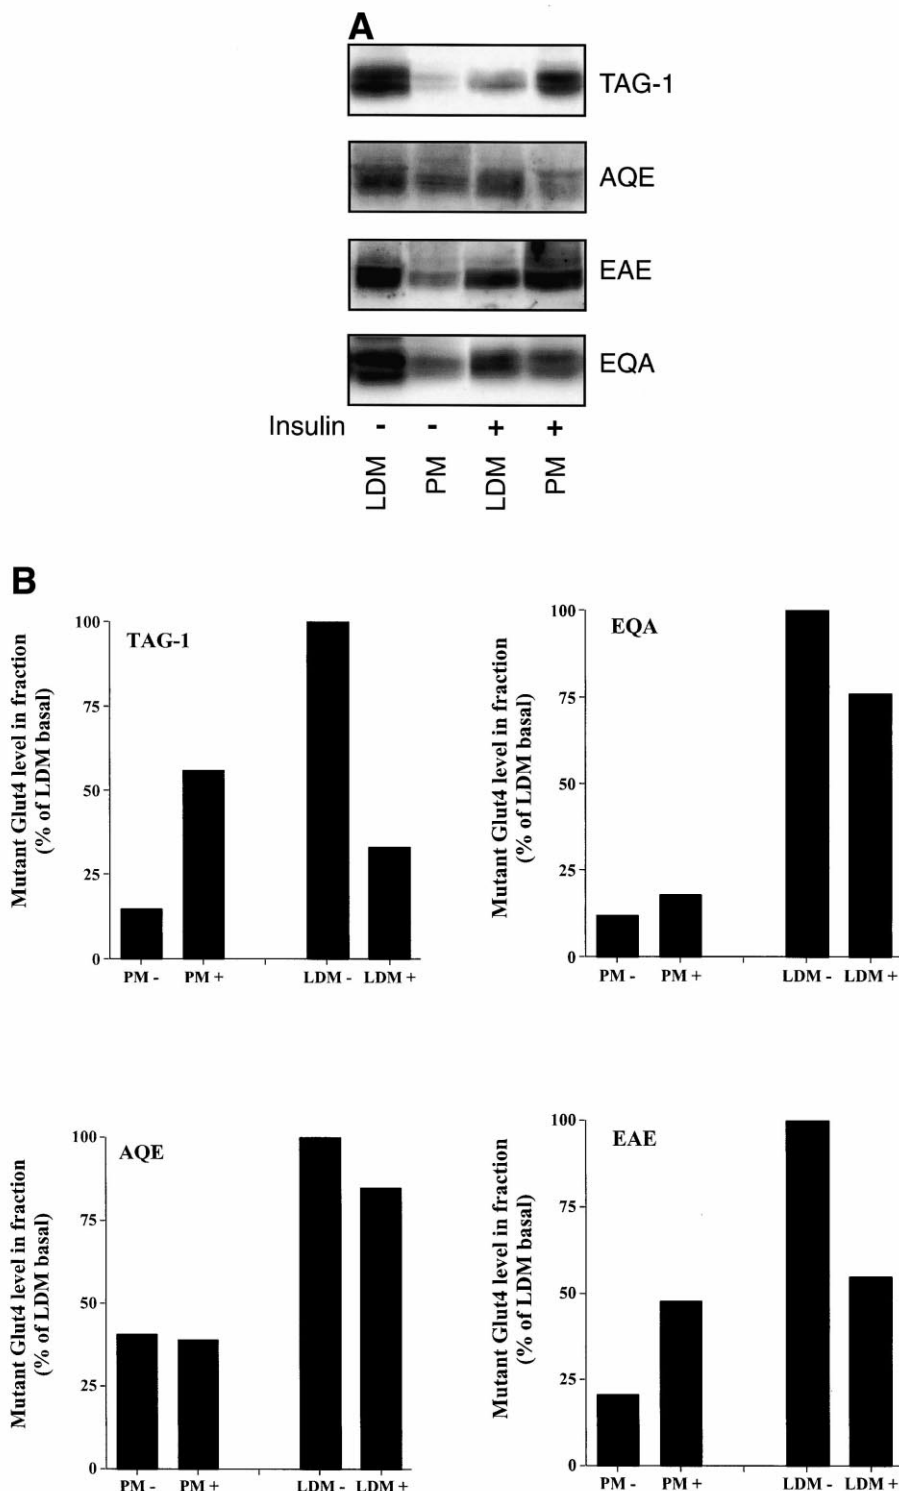 A
TAG-1
AQE
EAE
EQA
Insulin - - + +
LDM PM LDM PM
B
TAG-1
Mutant Glut4 level in fraction
(% of LDM basal)
100
75
50
25
0
PM - PM + LDM - LDM +
EQA
Mutant Glut4 level in fraction
(% of LDM basal)
100
75
50
25
0
PM - PM + LDM - LDM +
AQE
Mutant Glut4 level in fraction
(% of LDM basal)
100
75
50
25
0
PM - PM + LDM - LDM +
EAE
Mutant Glut4 level in fraction
(% of LDM basal)
100
75
50
25
0
PM - PM + LDM - LDM +